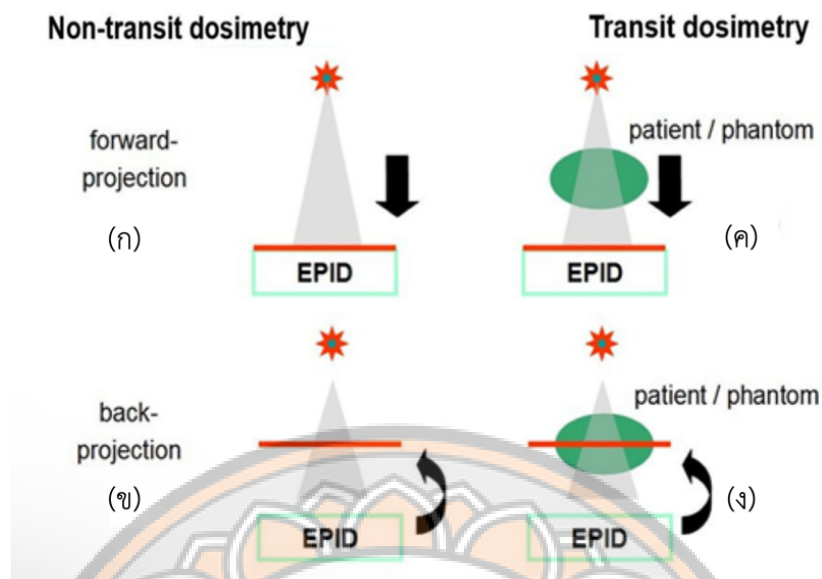 Non-transit dosimetry
Transit dosimetry
forward-
projection
(ก)
EPID
patient / phantom
(ค)
EPID
back-
projection
(ข)
EPID
patient / phantom
(ง)
EPID